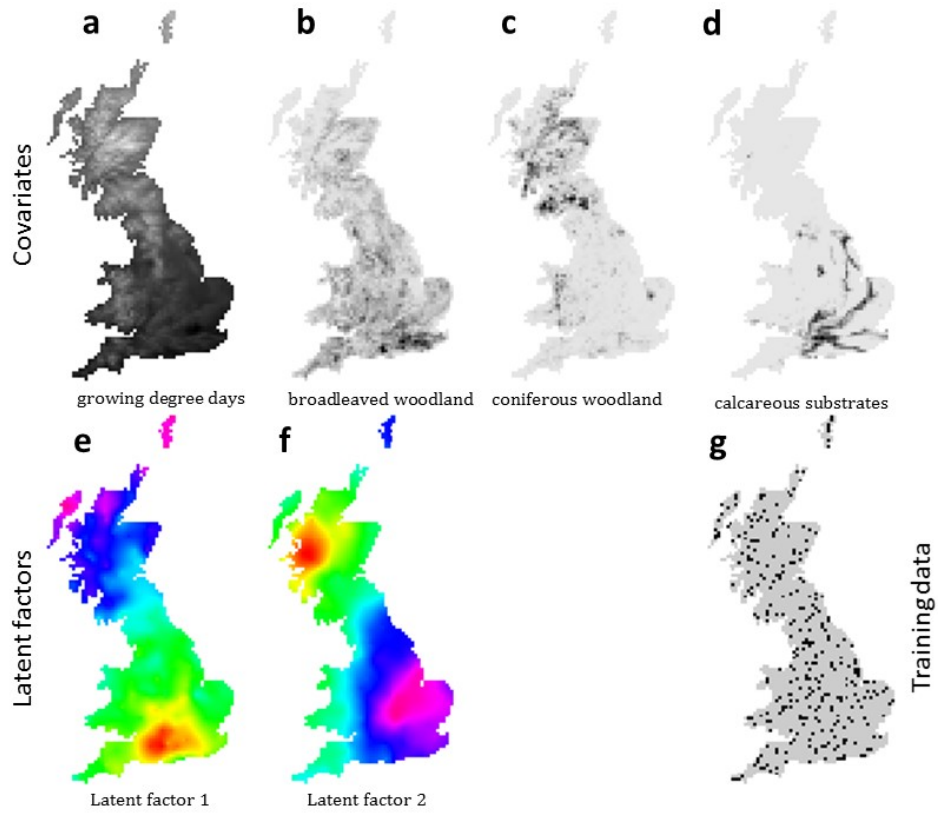 a
b
c
d
Covariates
growing degree days
broadleaved woodland
coniferous woodland
calcareous substrates
e
f
g
Latent factors
Training data
Latent factor 1
Latent factor 2